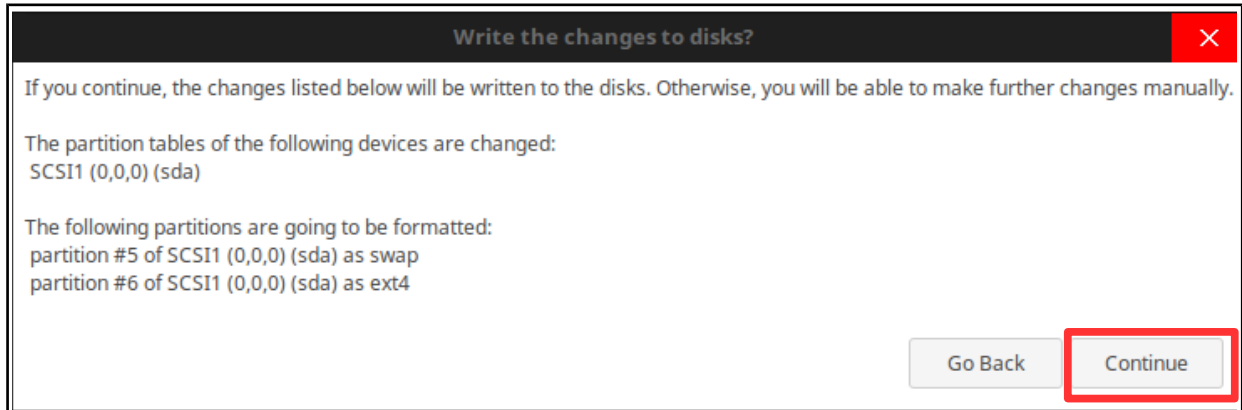 Write the changes to disks?
If you continue, the changes listed below will be written to the disks. Otherwise, you will be able to make further changes manually.
The partition tables of the following devices are changed:
SCSI1 (0,0,0) (sda)
The following partitions are going to be formatted:
partition #5 of SCSI1 (0,0,0) (sda) as swap
partition #6 of SCSI1 (0,0,0) (sda) as ext4
Go Back Continue